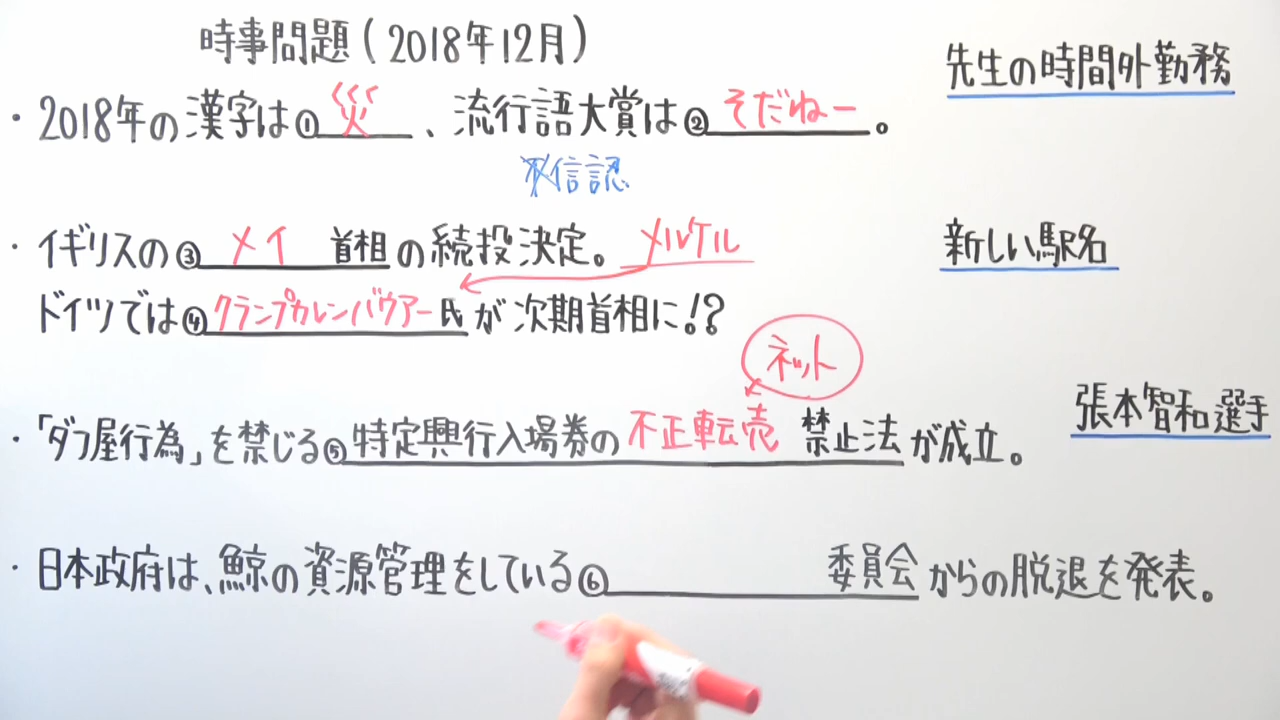 時事問題(2018年12月)
先生の時間外勤務
・2018年の漢字は①災、流行語大賞は②そだねー。
不信認
・イギリスの③メイ 首相の続投決定。メルケル
新しい駅名
ドイツでは④クランプカレンバウアー氏が次期首相に!?
ネット
張本智和選手
・「ダフ屋行為」を禁じる⑤特定興行入場券の不正転売 禁止法が成立。
・日本政府は、鯨の資源管理をしている⑥ 委員会からの脱退を発表。